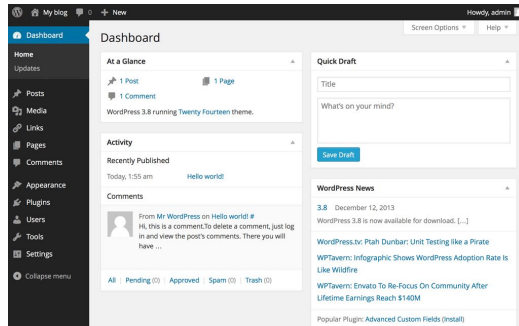 My blog 0 + New Howdy, admin
Screen Options Help
Dashboard
Home
Updates
Posts
Media
Links
Pages
Comments
Appearance
Plugins
Users
Tools
Settings
Collapse menu
Dashboard
At a Glance
1 Post 1 Page
1 Comment
WordPress 3.8 running Twenty Fourteen theme.
Activity
Recently Published
Today, 1:55 am Hello world!
Comments
From Mr WordPress on Hello world! #
Hi, this is a comment.To delete a comment, just log
in and view the post's comments. There you will
have ...
All | Pending (0) | Approved | Spam (0) | Trash (0)
Quick Draft
Title
What's on your mind?
Save Draft
WordPress News
3.8 December 12, 2013
WordPress 3.8 is now available for download. [...]
WordPress.tv: Ptah Dunbar: Unit Testing like a Pirate
WPTavern: Infographic Shows WordPress Adoption Rate Is
Like Wildfire
WPTavern: Envato To Re-Focus On Community After
Lifetime Earnings Reach $140M
Popular Plugin: Advanced Custom Fields (Install)